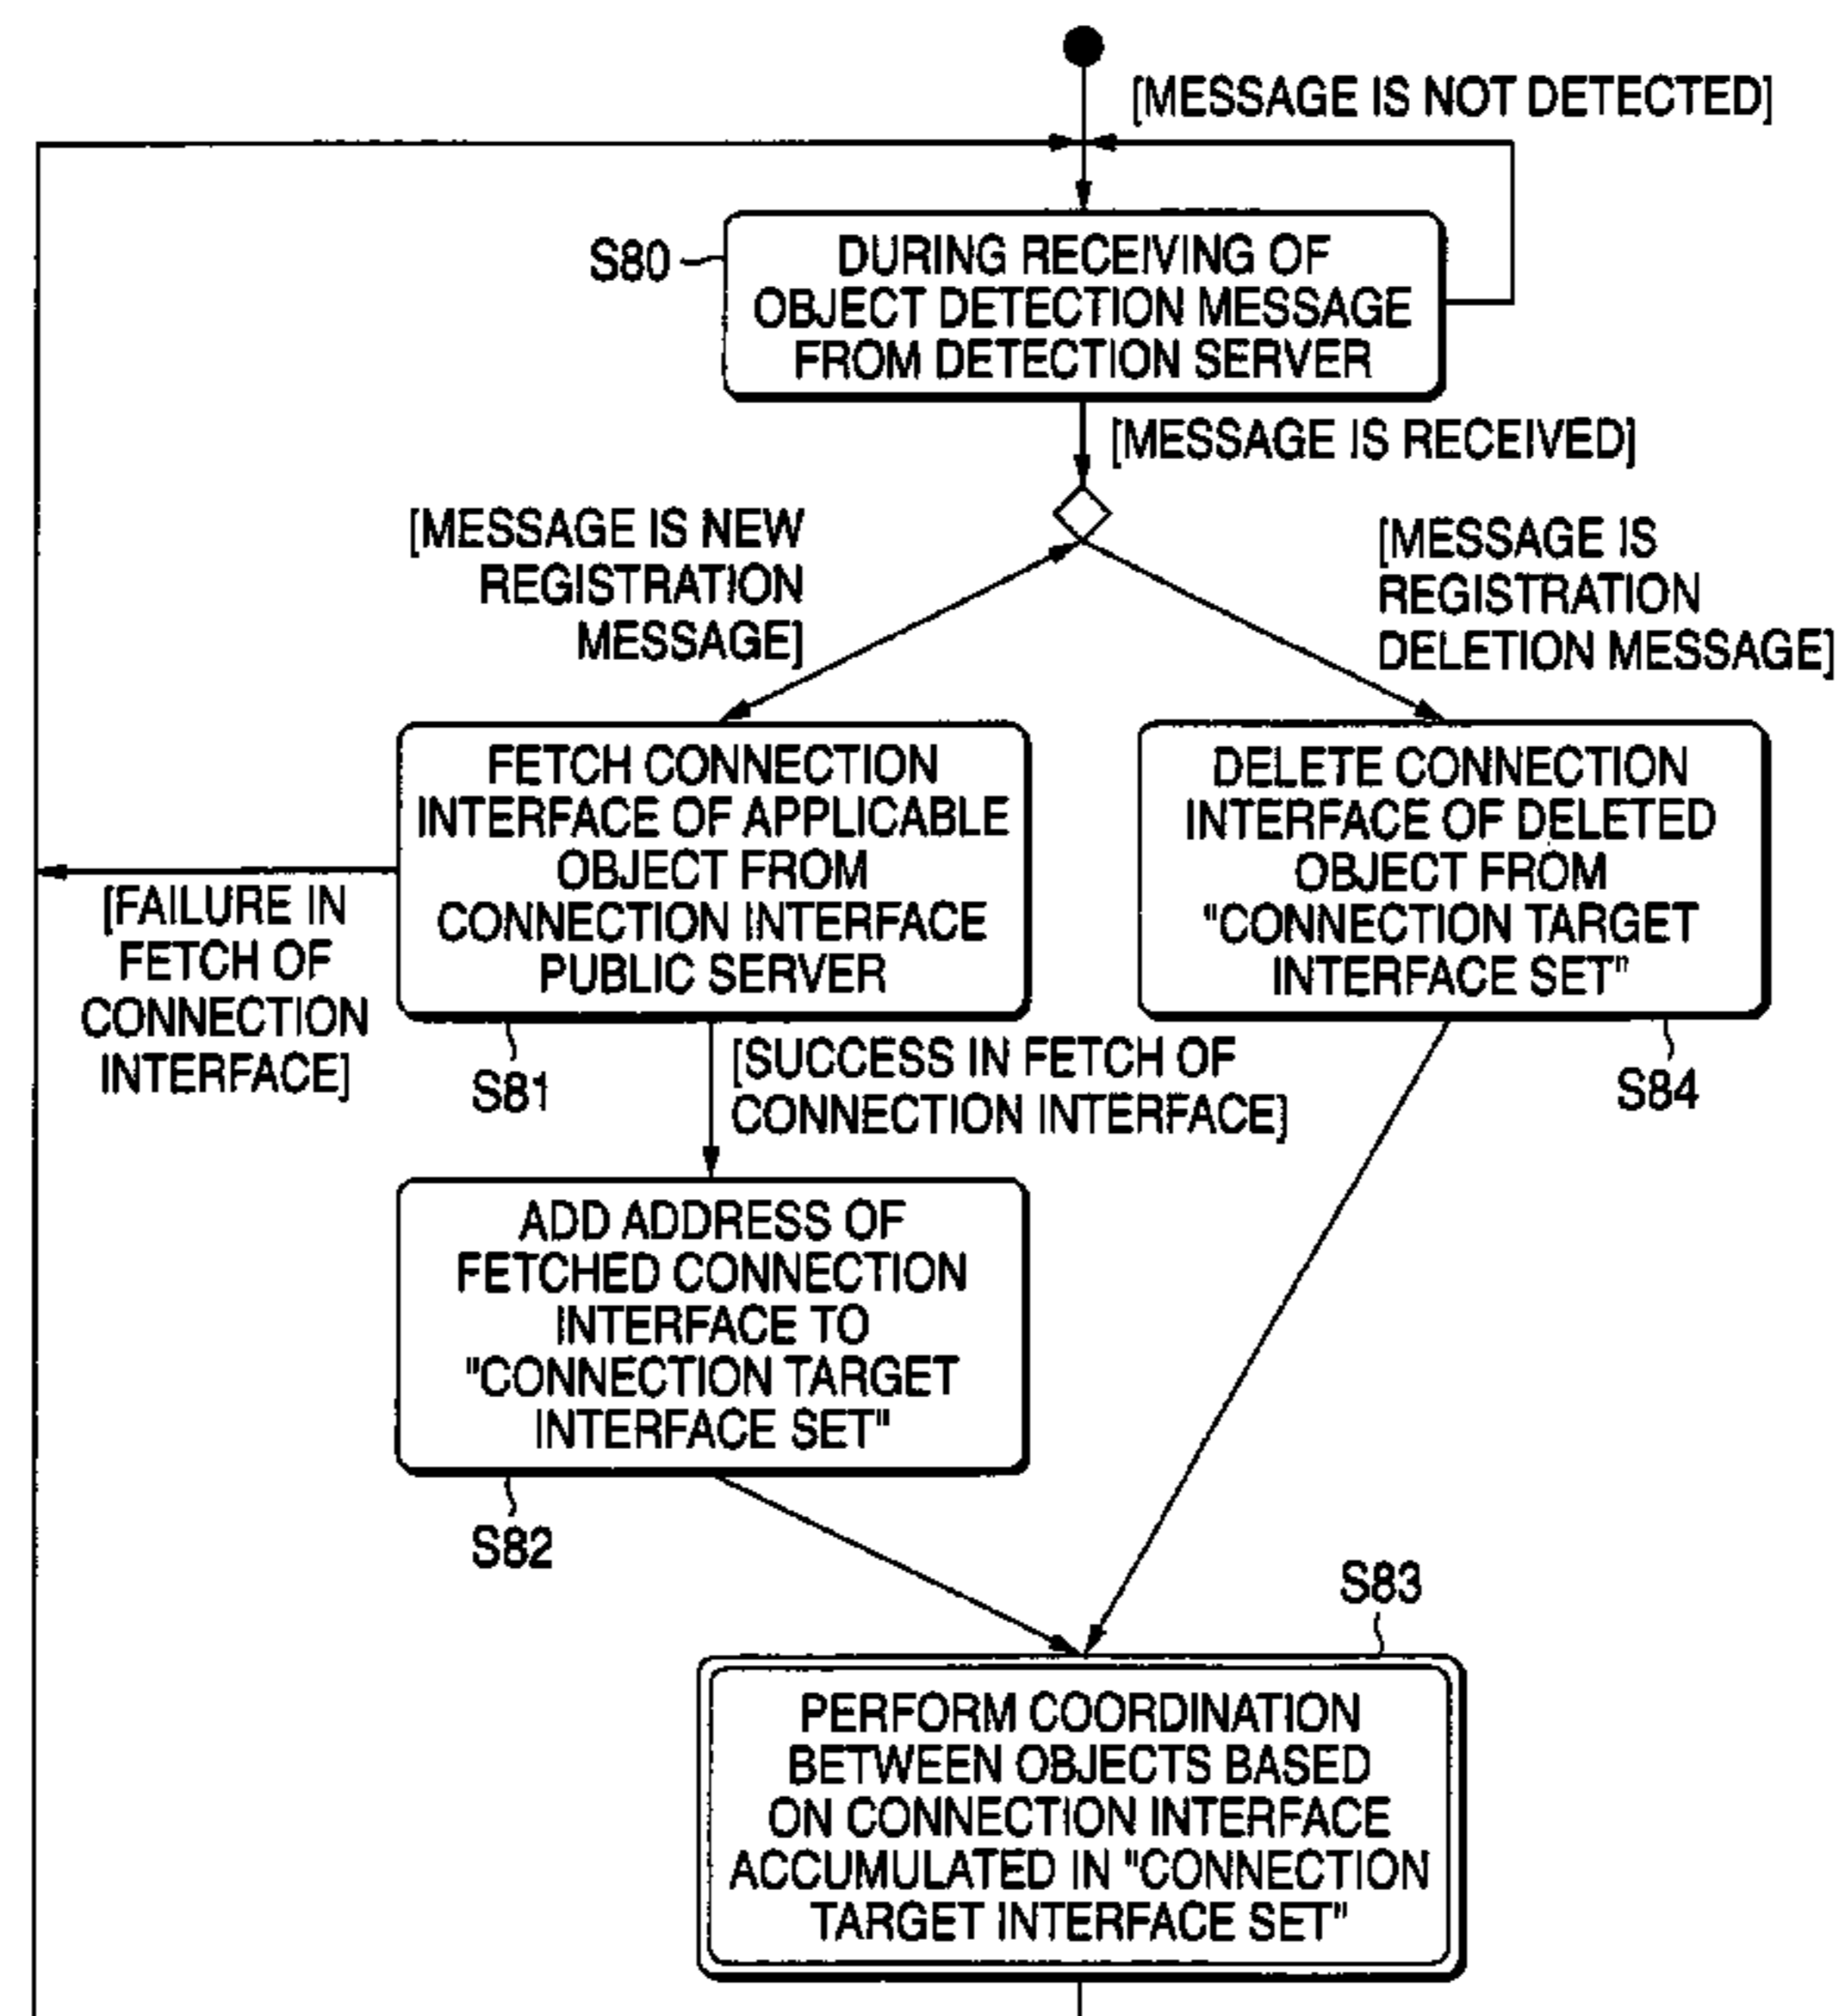 [MESSAGE IS NOT DETECTED]
S80
DURING RECEIVING OF
OBJECT DETECTION MESSAGE
FROM DETECTION SERVER
[MESSAGE IS RECEIVED]
[MESSAGE IS NEW
REGISTRATION
MESSAGE]
[MESSAGE IS
REGISTRATION
DELETION MESSAGE]
FETCH CONNECTION
INTERFACE OF APPLICABLE
OBJECT FROM
CONNECTION INTERFACE
PUBLIC SERVER
DELETE CONNECTION
INTERFACE OF DELETED
OBJECT FROM
"CONNECTION TARGET
INTERFACE SET"
[FAILURE IN
FETCH OF
CONNECTION
INTERFACE]
S81
[SUCCESS IN FETCH OF
CONNECTION INTERFACE]
S84
ADD ADDRESS OF
FETCHED CONNECTION
INTERFACE TO
"CONNECTION TARGET
INTERFACE SET"
S82
S83
PERFORM COORDINATION
BETWEEN OBJECTS BASED
ON CONNECTION INTERFACE
ACCUMULATED IN "CONNECTION
TARGET INTERFACE SET"